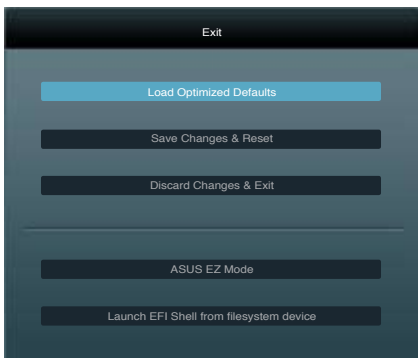 Exit
Load Optimized Defaults
Save Changes & Reset
Discard Changes & Exit
ASUS EZ Mode
Launch EFI Shell from filesystem device